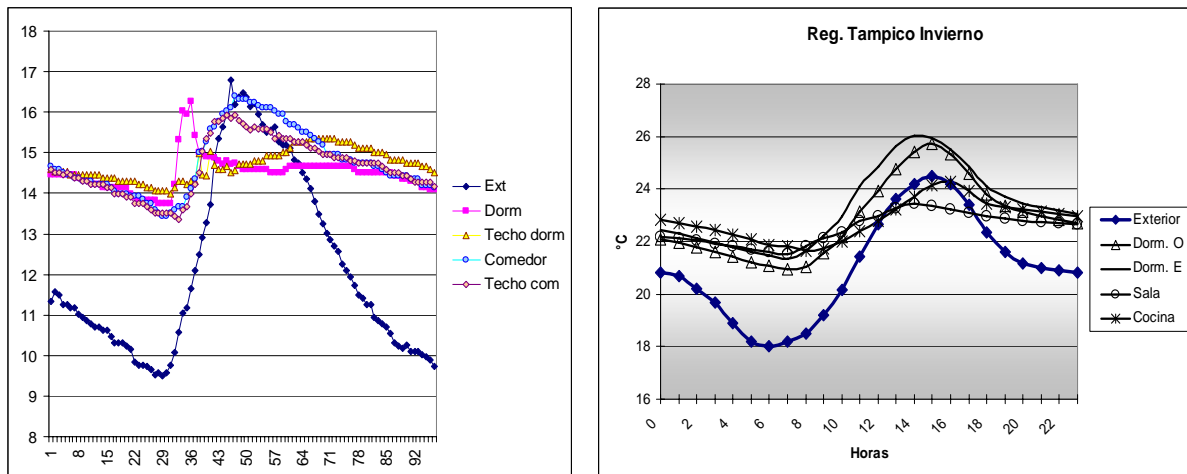 18
17
16
15
14
13
12
11
10
9
8
1 8 15 22 29 36 43 50 57 64 71 78 85 92
Ext
Dorm
Techo dorm
Comedor
Techo com
Reg. Tampico Invierno
28
26
24
22
20
18
16
°C
0 2 4 6 8 10 12 14 16 18 20 22
Horas
Exterior
Dorm. O
Dorm. E
Sala
Cocina